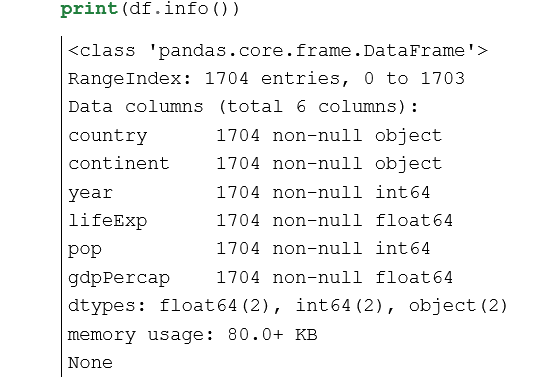 print(df.info())
<class 'pandas.core.frame.DataFrame'>
RangeIndex: 1704 entries, 0 to 1703
Data columns (total 6 columns):
country      1704 non-null object
continent    1704 non-null object
year         1704 non-null int64
lifeExp      1704 non-null float64
pop          1704 non-null int64
gdpPercap    1704 non-null float64
dtypes: float64(2), int64(2), object(2)
memory usage: 80.0+ KB
None